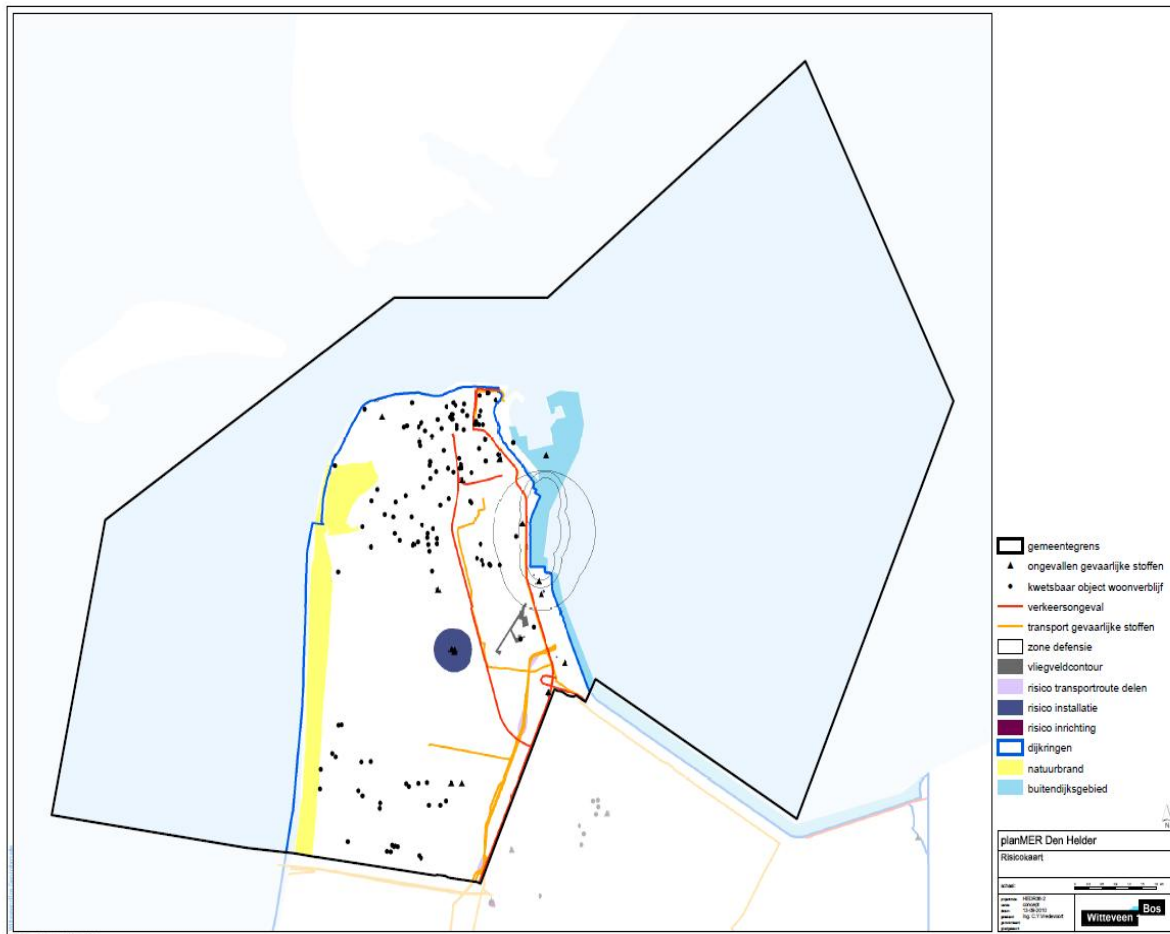 gemeentegrens
ongevallen gevaarlijke stoffen
kwetsbaar object woonverblijf
verkeersongeval
transport gevaarlijke stoffen
zone defensie
vliegveldcontour
risico transportroute delen
risico installatie
risico inrichting
dijkringen
natuurbrand
buitendijksgebied
N
planMER Den Helder
Risicokaart
Witteveen
Bos